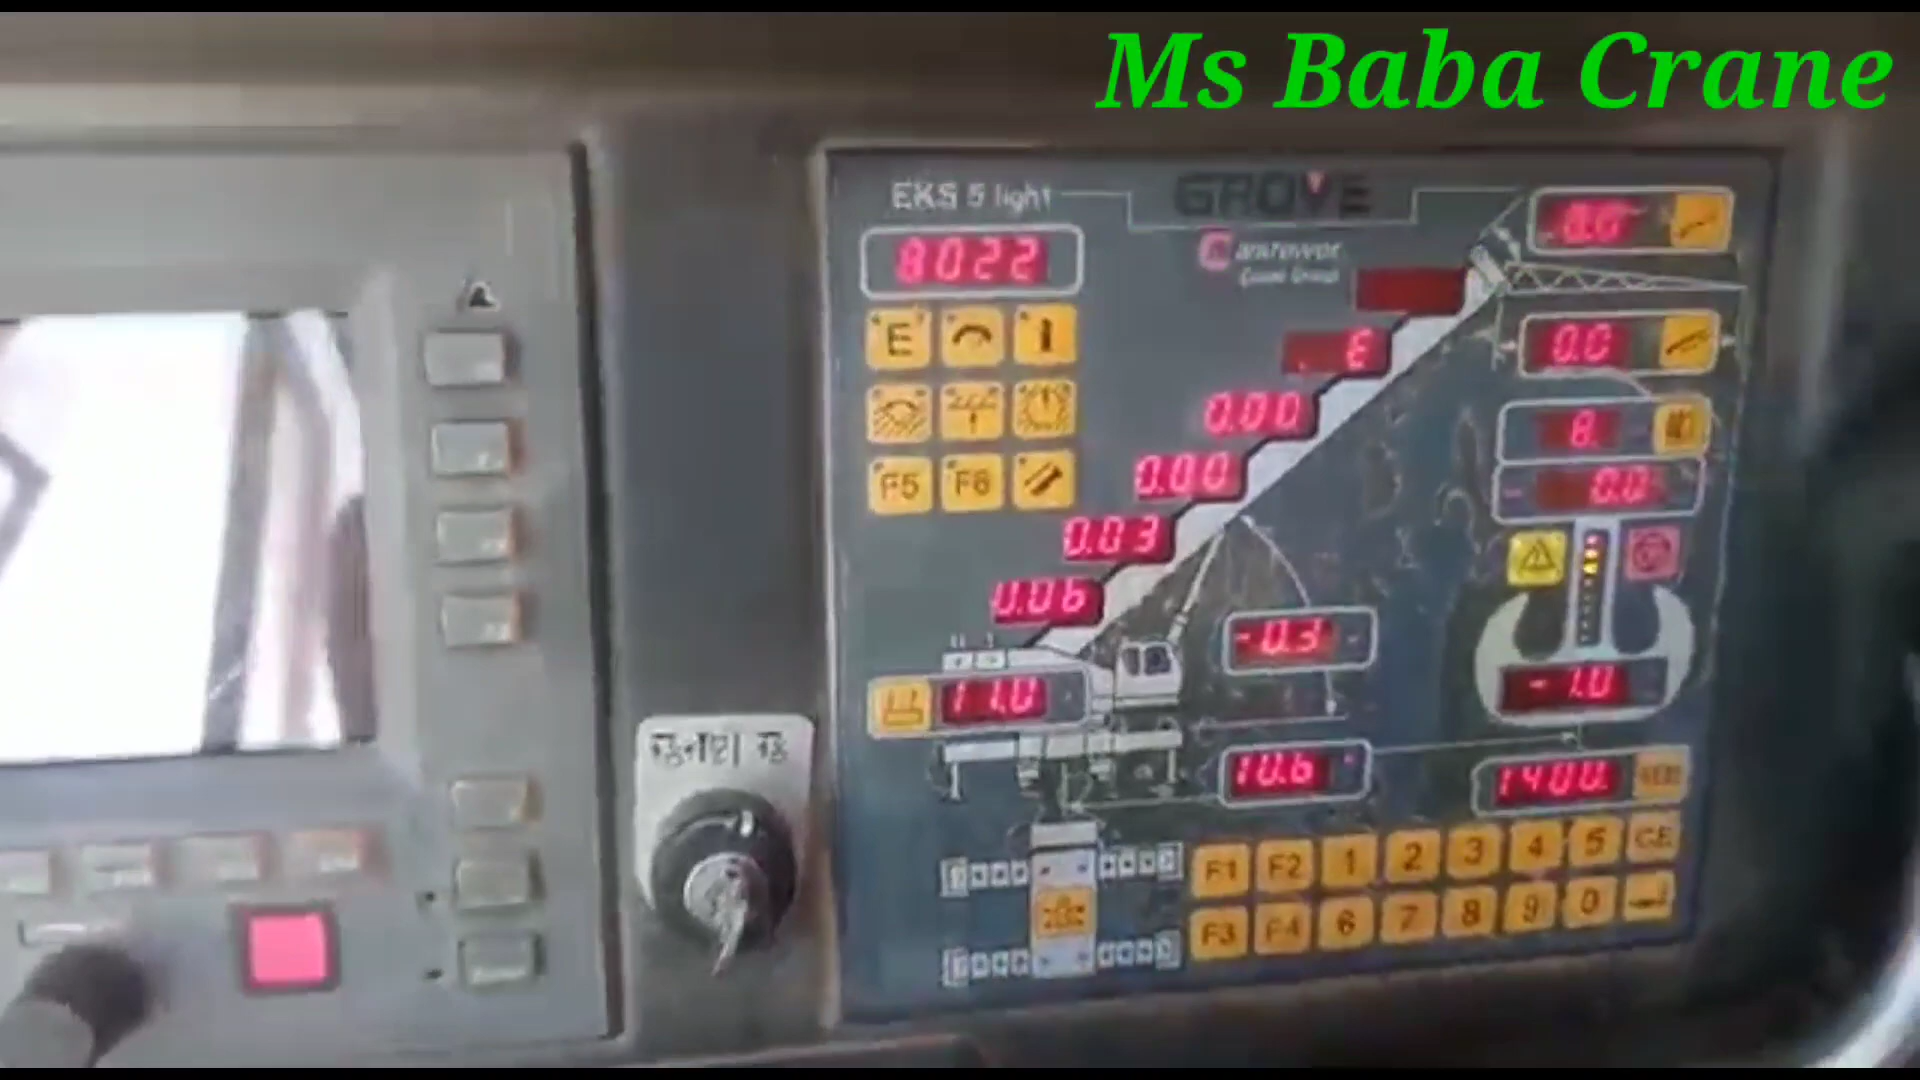 Ms Baba Crane
EKS 5 light
GROVE
8022
0.0
E
0.0
E
0.00
8.
0.00
F5 F6
0.0
0.03
0.06
-0.3
-1.0
11.0
10.6
1400.
F1 F2 1 2 3 4 5 CE
F3 F4 6 7 8 9 0